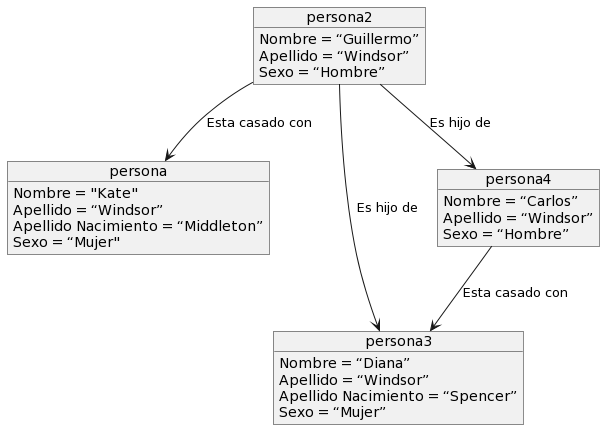 persona2
Nombre = “Guillermo”
Apellido = “Windsor”
Sexo = “Hombre”
Esta casado con
Es hijo de
persona
Nombre = "Kate"
Apellido = “Windsor”
Apellido Nacimiento = “Middleton”
Sexo = “Mujer"
Es hijo de
persona4
Nombre = “Carlos”
Apellido = “Windsor”
Sexo = “Hombre”
Esta casado con
persona3
Nombre = “Diana”
Apellido = “Windsor”
Apellido Nacimiento = “Spencer”
Sexo = “Mujer”